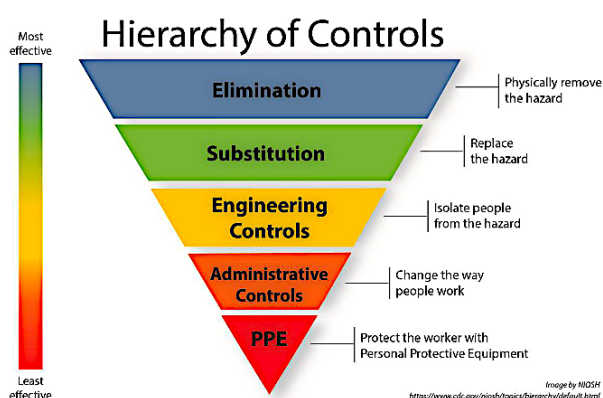 Hierarchy of Controls
Most
effective
Elimination
Physically remove
the hazard
Substitution
Replace
the hazard
Engineering
Controls
Isolate people
from the hazard
Administrative
Controls
Change the way
people work
PPE
Protect the worker with
Personal Protective Equipment
Least
effective
Image by NIOSH
https://www.cdc.gov/niosh/topics/hierarchy/default.html